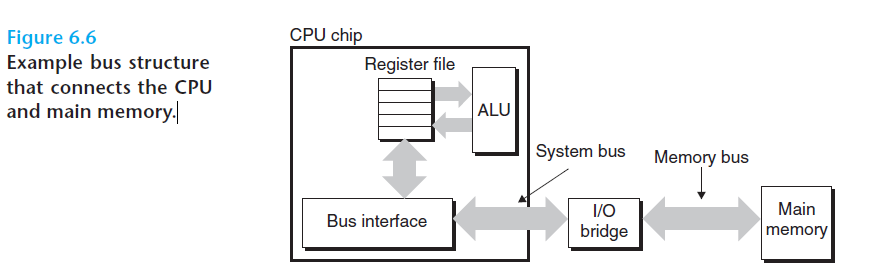 Figure 6.6
Example bus structure
that connects the CPU
and main memory.
CPU chip
Register file
ALU
System bus
Memory bus
Bus interface
I/O
bridge
Main
memory